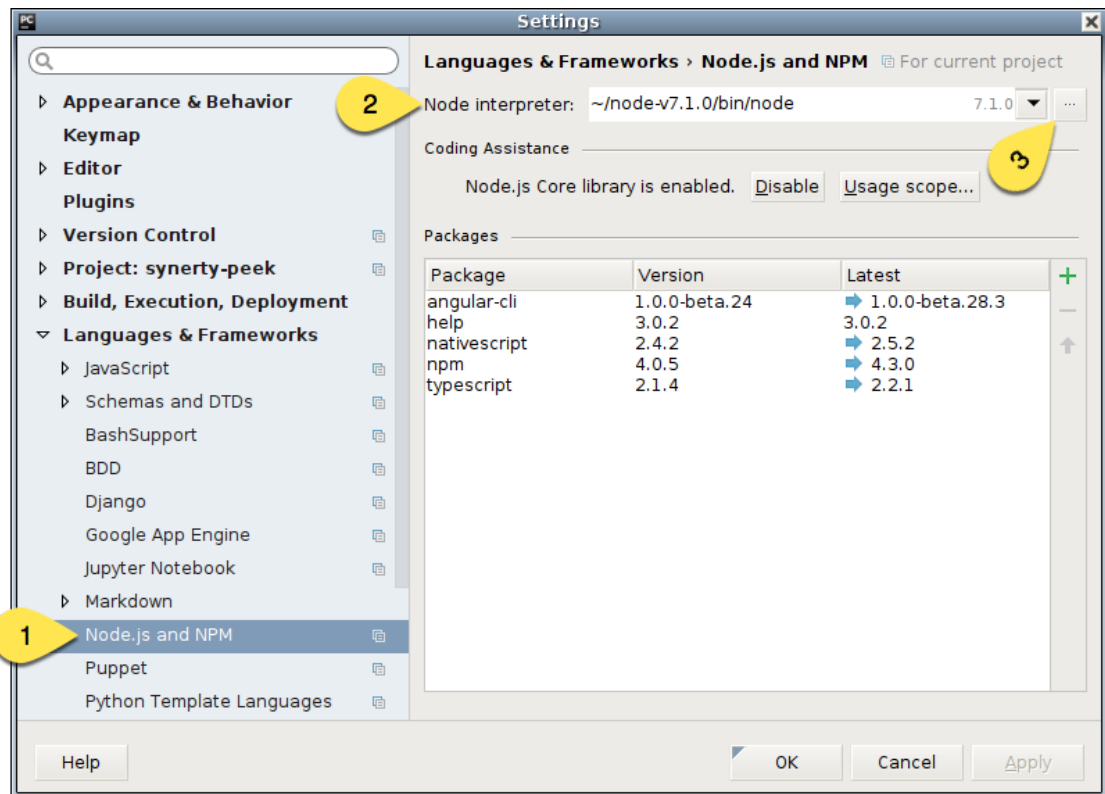 PC
Settings
Languages & Frameworks › Node.js and NPM For current project
Appearance & Behavior
Keymap
Editor
Plugins
Version Control
Project: synerty-peek
Build, Execution, Deployment
Languages & Frameworks
JavaScript
Schemas and DTDs
BashSupport
BDD
Django
Google App Engine
Jupyter Notebook
Markdown
1
Node.js and NPM
Puppet
Python Template Languages
2
Node interpreter: ~/node-v7.1.0/bin/node 7.1.0 ...
3
Coding Assistance
Node.js Core library is enabled. Disable Usage scope...
Packages
Package Version Latest
angular-cli 1.0.0-beta.24 1.0.0-beta.28.3
help 3.0.2 3.0.2
nativescript 2.4.2 2.5.2
npm 4.0.5 4.3.0
typescript 2.1.4 2.2.1
Help OK Cancel Apply